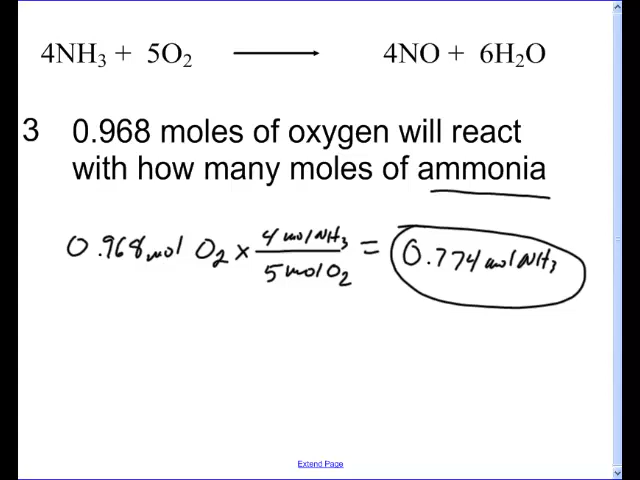 4NH₃ + 5O₂ ⟶ 4NO + 6H₂O
3 0.968 moles of oxygen will react
with how many moles of ammonia
0.968 mol O₂ × 4 mol NH₃ / 5 mol O₂ = 0.774 mol NH₃
Extend Page